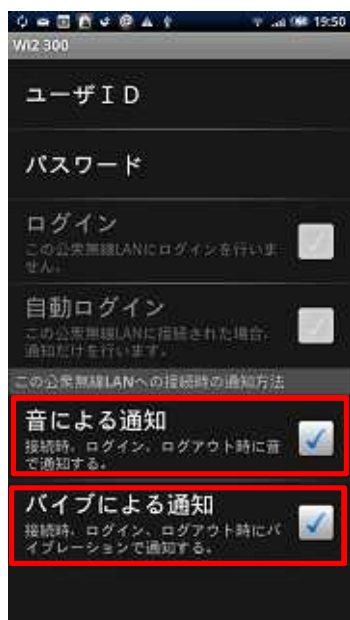 19:50
Wi2 300
ユーザID
パスワード
ログイン
この公衆無線LANにログインを行いま
せん。
自動ログイン
この公衆無線LANに接続された場合、
通知だけを行います。
この公衆無線LANへの接続時の通知方法
音による通知
接続時、ログイン、ログアウト時に音
で通知する。
バイブによる通知
接続時、ログイン、ログアウト時にバ
イブレーションで通知する。